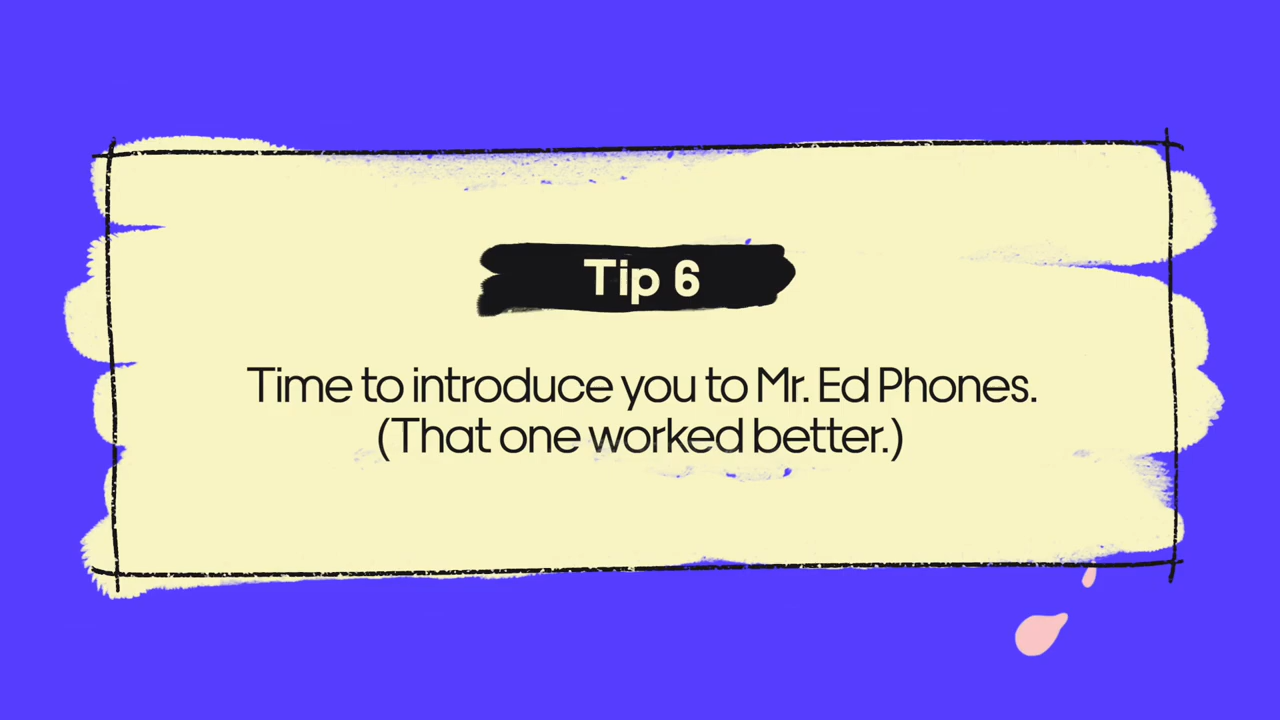 Tip 6
Time to introduce you to Mr. Ed Phones.
(That one worked better.)